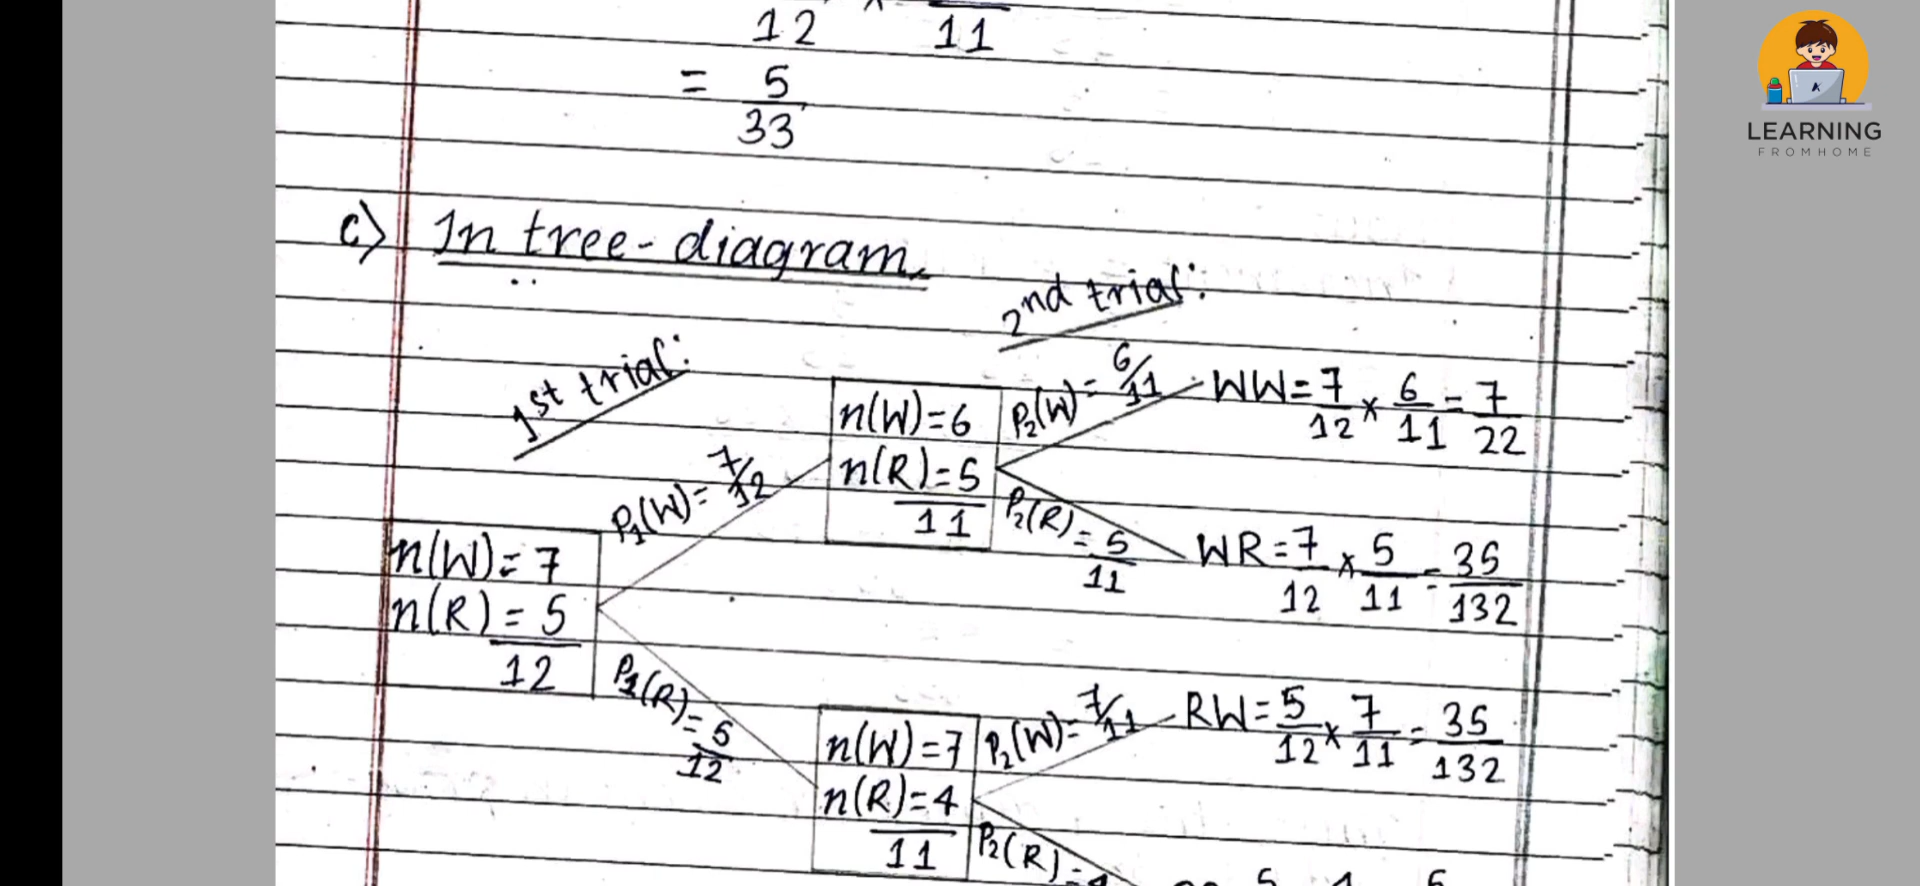 12 × 11
= 5/33
c) In tree-diagram.
2nd trial:
1st trial:
n(W)=6
n(R)=5
11
P₂(W)=6/11
WW=7/12 × 6/11 = 7/22
P₂(R)=5/11
WR=7/12 × 5/11 = 35/132
P₁(W)=7/12
n(W)=7
n(R)=5
12
P₁(R)=5/12
n(W)=7
n(R)=4
11
P₂(W)=7/11
RW=5/12 × 7/11 = 35/132
P₂(R)=4
LEARNING
FROMHOME